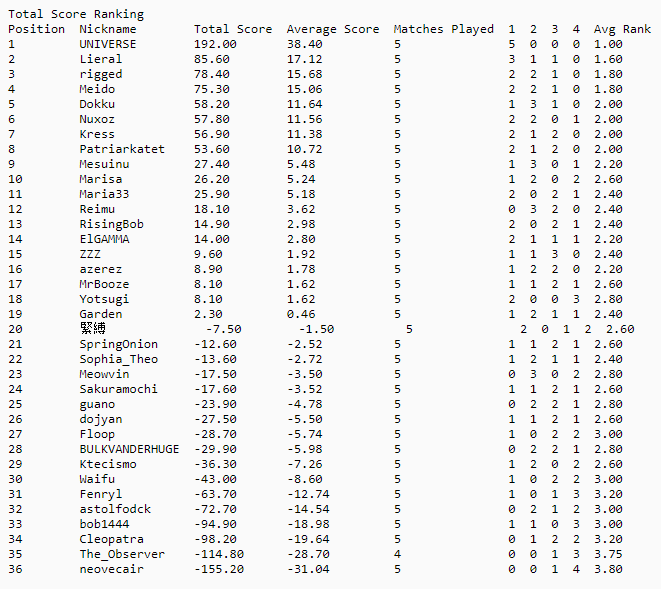 Total Score Ranking
Position Nickname Total Score Average Score Matches Played 1 2 3 4 Avg Rank
1 UNIVERSE 192.00 38.40 5 5 0 0 0 1.00
2 Lieral 85.60 17.12 5 3 1 1 0 1.60
3 rigged 78.40 15.68 5 2 2 1 0 1.80
4 Meido 75.30 15.06 5 2 2 1 0 1.80
5 Dokku 58.20 11.64 5 1 3 1 0 2.00
6 Nuxoz 57.80 11.56 5 2 2 0 1 2.00
7 Kress 56.90 11.38 5 2 1 2 0 2.00
8 Patriarkatet 53.60 10.72 5 2 1 2 0 2.00
9 Mesuinu 27.40 5.48 5 1 3 0 1 2.20
10 Marisa 26.20 5.24 5 1 2 0 2 2.60
11 Maria33 25.90 5.18 5 2 0 2 1 2.40
12 Reimu 18.10 3.62 5 0 3 2 0 2.40
13 RisingBob 14.90 2.98 5 2 0 2 1 2.40
14 ElGAMMA 14.00 2.80 5 2 1 1 1 2.20
15 ZZZ 9.60 1.92 5 1 1 3 0 2.40
16 azerez 8.90 1.78 5 1 2 2 0 2.20
17 MrBooze 8.10 1.62 5 1 1 2 1 2.60
18 Yotsugi 8.10 1.62 5 2 0 0 3 2.80
19 Garden 2.30 0.46 5 1 2 1 1 2.40
20 緊縛 -7.50 -1.50 5 2 0 1 2 2.60
21 SpringOnion -12.60 -2.52 5 1 1 2 1 2.60
22 Sophia_Theo -13.60 -2.72 5 1 2 1 1 2.40
23 Meowvin -17.50 -3.50 5 0 3 0 2 2.80
24 Sakuramochi -17.60 -3.52 5 1 1 2 1 2.60
25 guano -23.90 -4.78 5 0 2 2 1 2.80
26 dojyan -27.50 -5.50 5 1 1 2 1 2.60
27 Floop -28.70 -5.74 5 1 0 2 2 3.00
28 BULKVANDERHUGE -29.90 -5.98 5 0 2 2 1 2.80
29 Ktecismo -36.30 -7.26 5 1 2 0 2 2.60
30 Waifu -43.00 -8.60 5 1 0 2 2 3.00
31 Fenryl -63.70 -12.74 5 1 0 1 3 3.20
32 astolfodck -72.70 -14.54 5 0 2 1 2 3.00
33 bob1444 -94.90 -18.98 5 1 1 0 3 3.00
34 Cleopatra -98.20 -19.64 5 0 1 2 2 3.20
35 The_Observer -114.80 -28.70 4 0 0 1 3 3.75
36 neovecair -155.20 -31.04 5 0 0 1 4 3.80